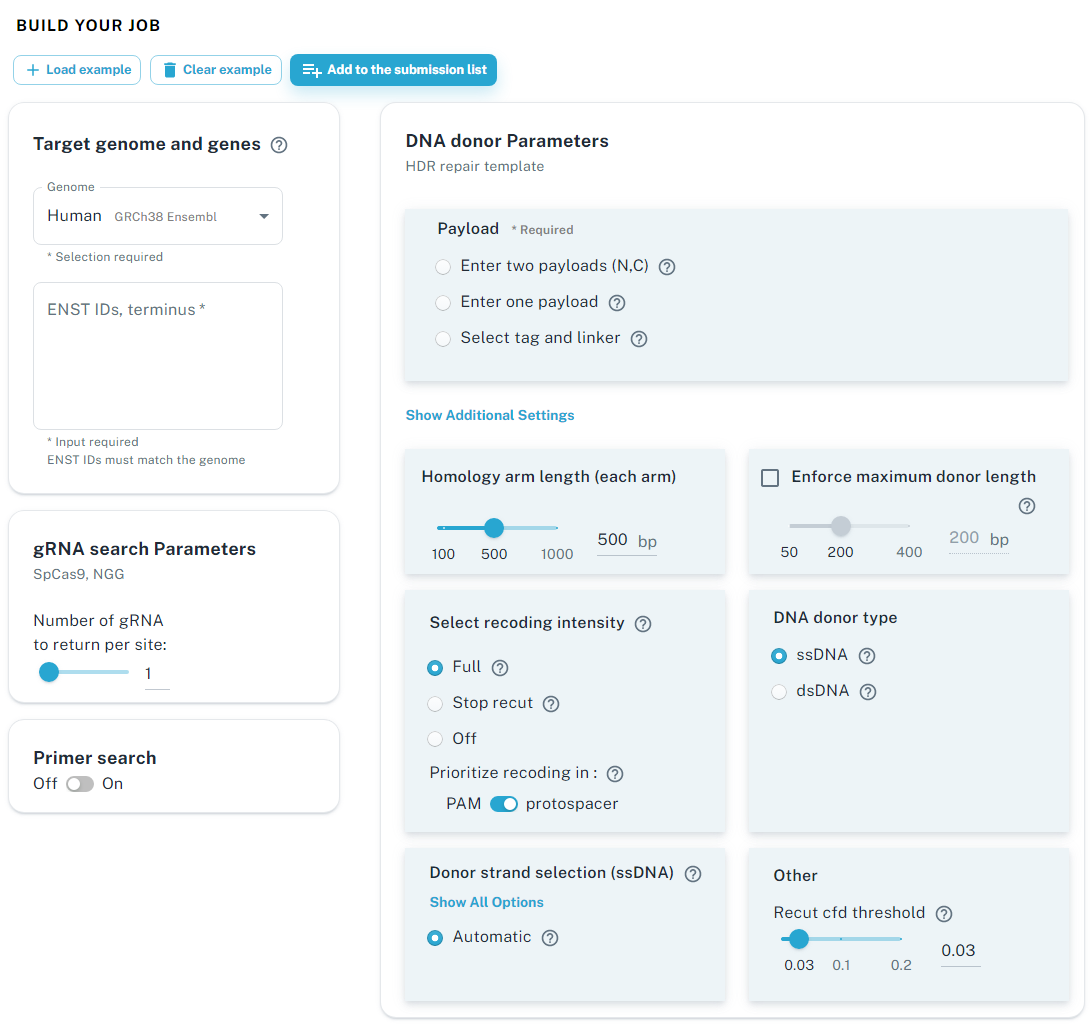 BUILD YOUR JOB
+ Load example
Clear example
Add to the submission list
Target genome and genes ?
Genome
Human GRCh38 Ensembl
* Selection required
ENST IDs, terminus *
* Input required
ENST IDs must match the genome
gRNA search Parameters
SpCas9, NGG
Number of gRNA
to return per site:
1
Primer search
Off On
DNA donor Parameters
HDR repair template
Payload * Required
Enter two payloads (N,C) ?
Enter one payload ?
Select tag and linker ?
Show Additional Settings
Homology arm length (each arm)
100 500 1000
500 bp
Enforce maximum donor length
?
50 200 400
200 bp
Select recoding intensity ?
Full ?
Stop recut ?
Off
Prioritize recoding in : ?
PAM protospacer
DNA donor type
ssDNA ?
dsDNA ?
Donor strand selection (ssDNA) ?
Show All Options
Automatic ?
Other
Recut cfd threshold ?
0.03 0.1 0.2
0.03